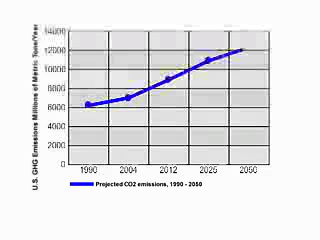 U.S. GHG Emissions Millions of Metric Tons/Year
14000
12000
10000
8000
6000
4000
2000
0
1990 2004 2012 2025 2050
Projected CO2 emissions, 1990 - 2050